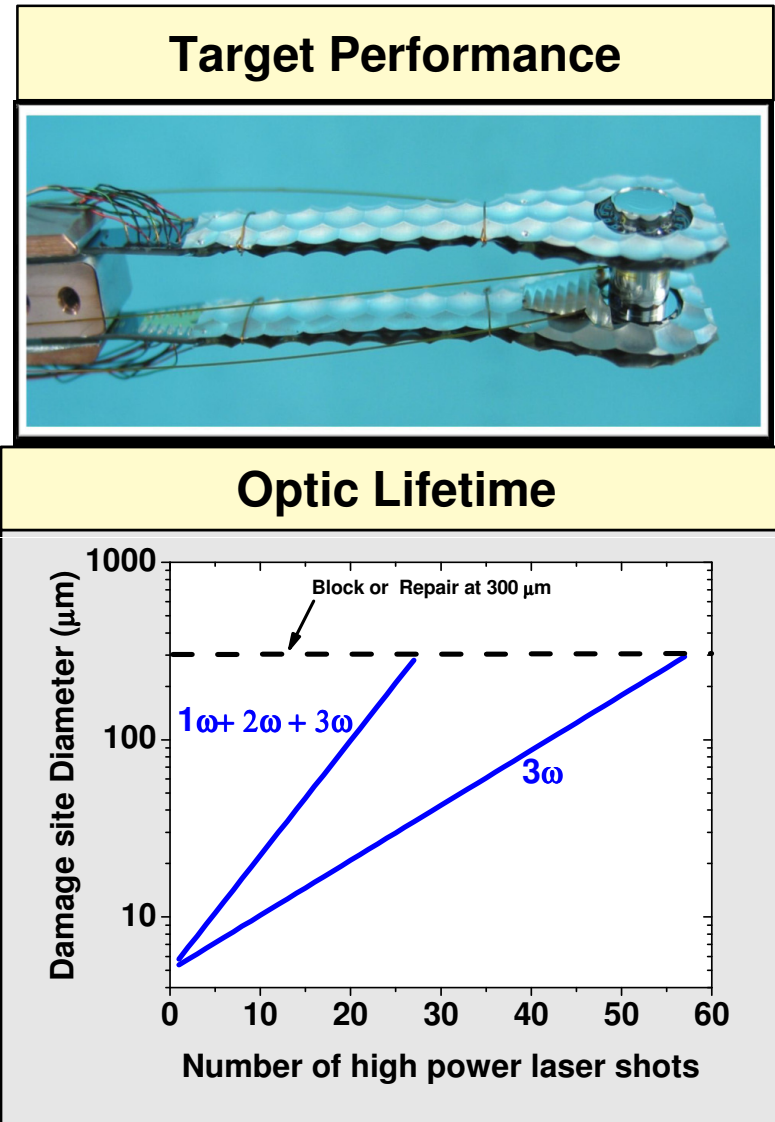 Target Performance
Optic Lifetime
1000
Block or Repair at 300 μm
1ω+ 2ω + 3ω
100
3ω
10
Damage site Diameter (μm)
0 10 20 30 40 50 60
Number of high power laser shots